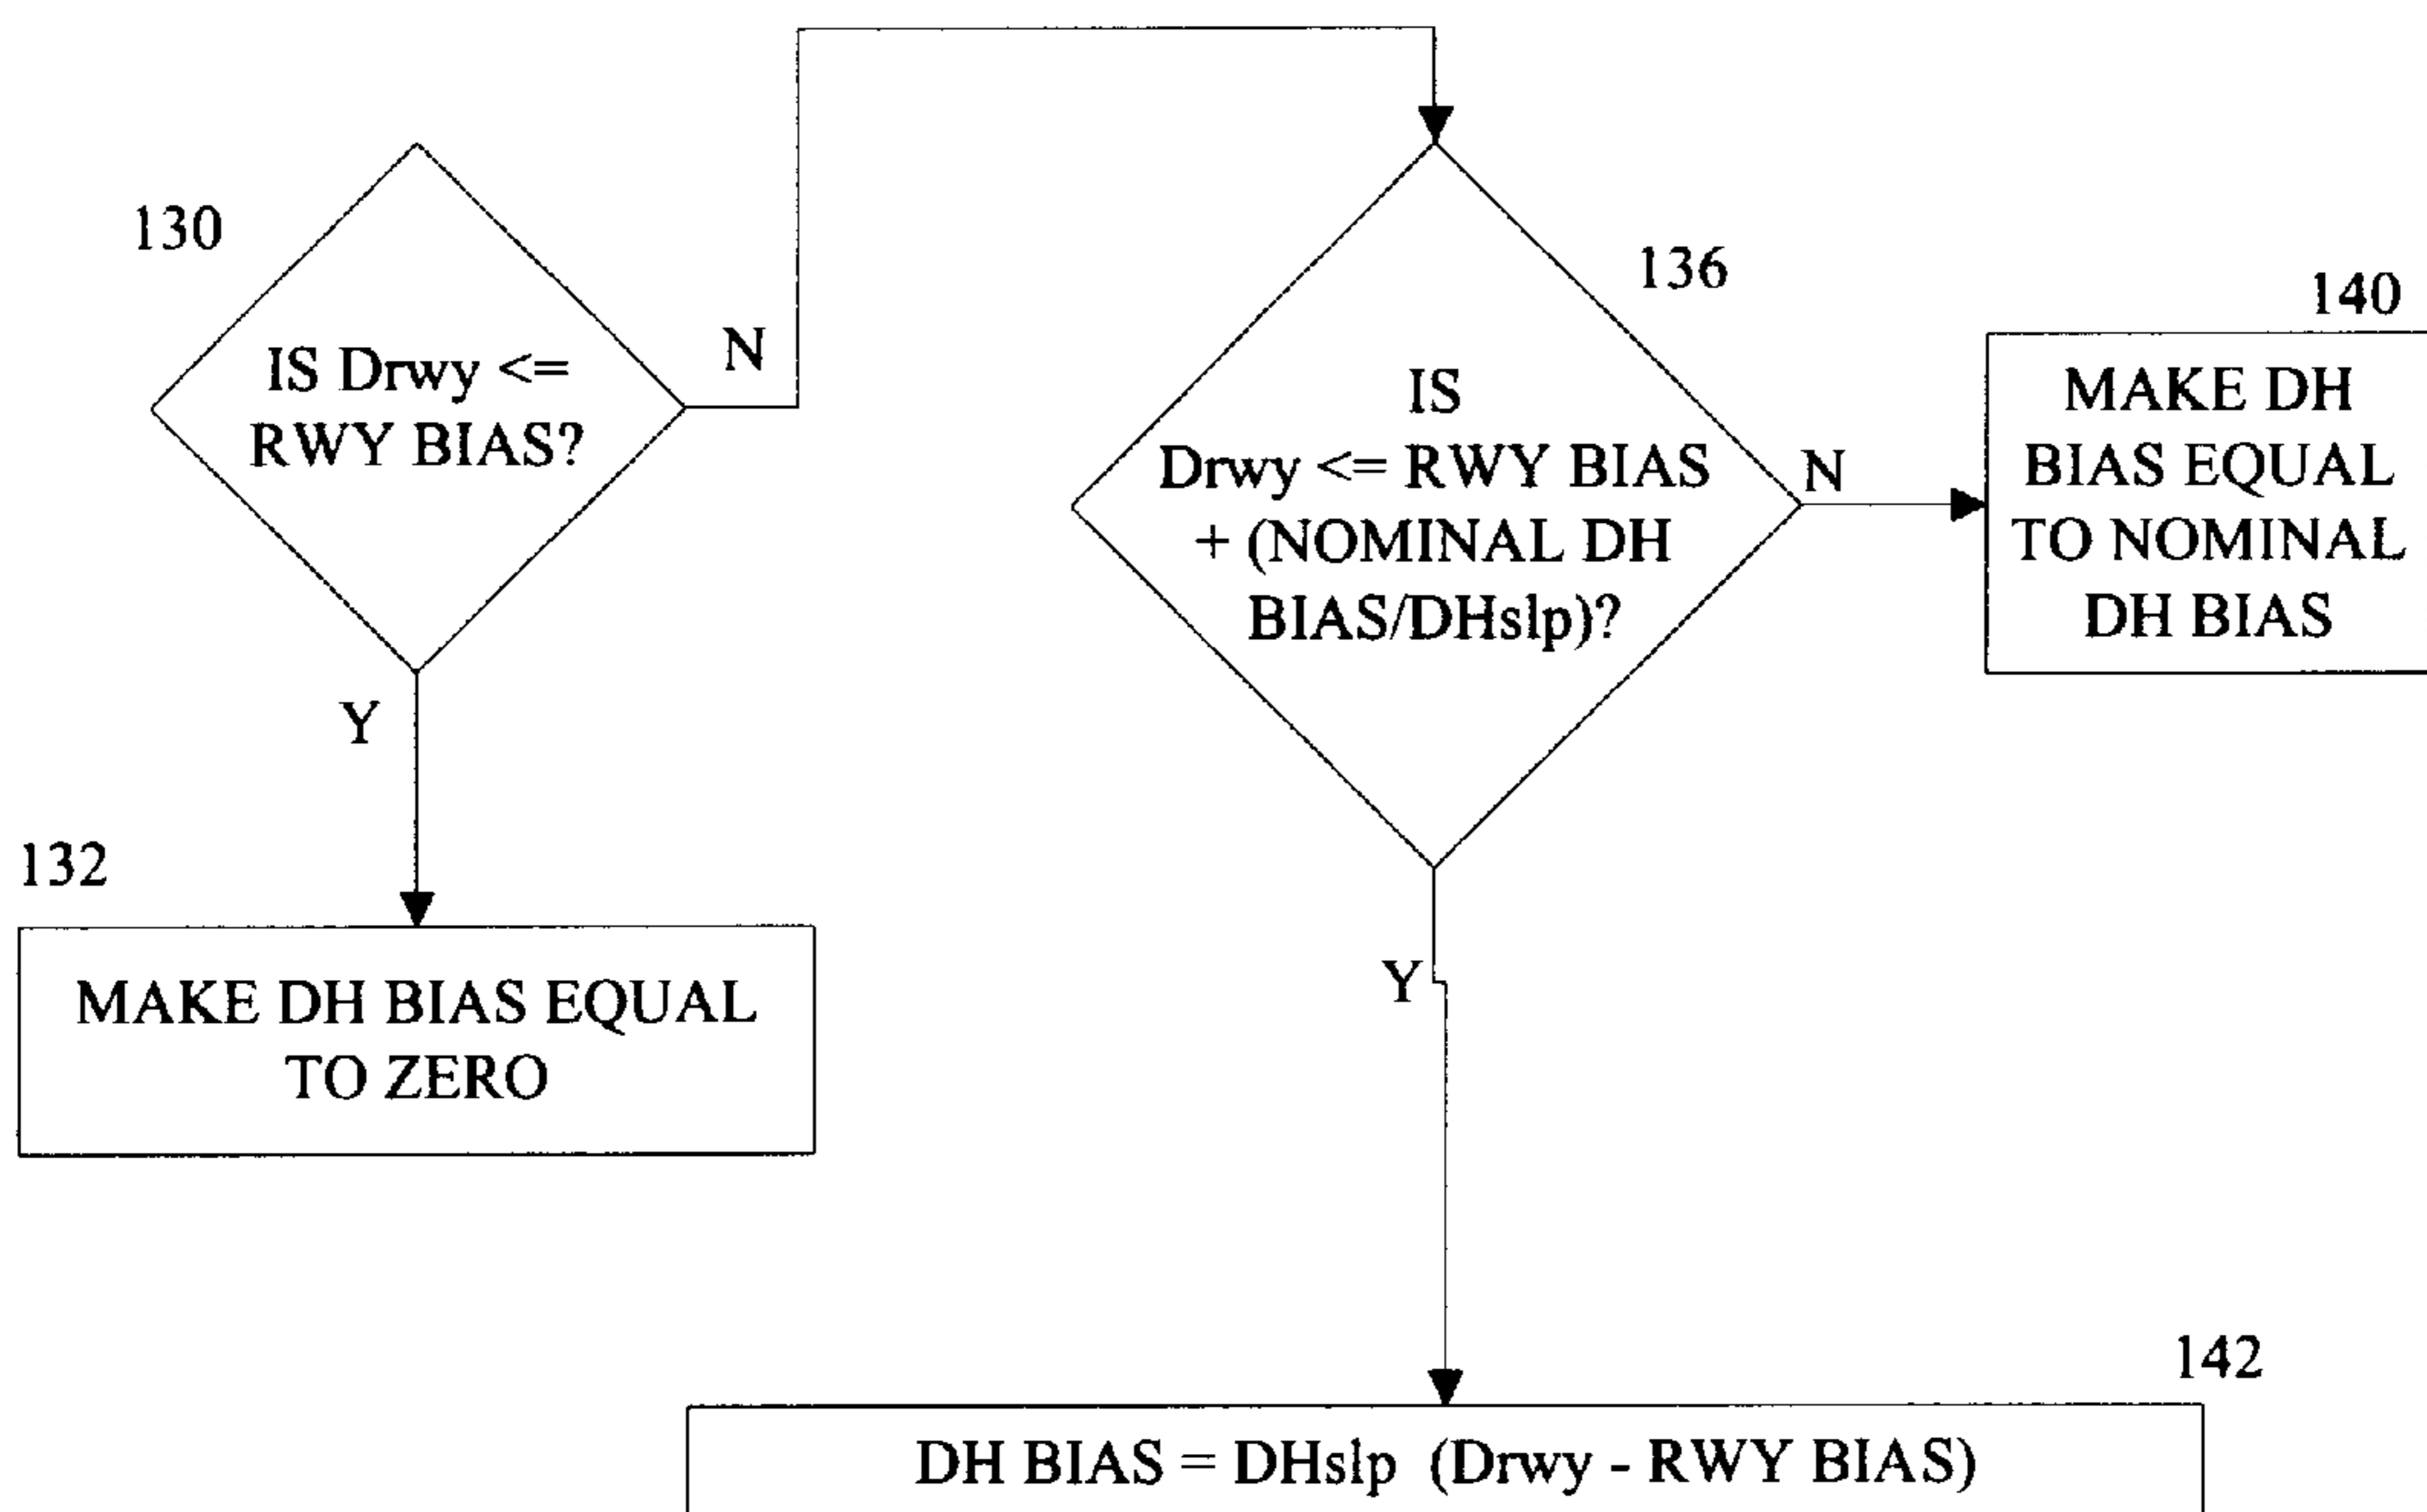 130
IS Drwy <=
RWY BIAS?
N
Y
132
MAKE DH BIAS EQUAL
TO ZERO
136
IS
Drwy <= RWY BIAS
+ (NOMINAL DH
BIAS/DHslp)?
N
Y
140
MAKE DH
BIAS EQUAL
TO NOMINAL
DH BIAS
142
DH BIAS = DHslp (Drwy - RWY BIAS)